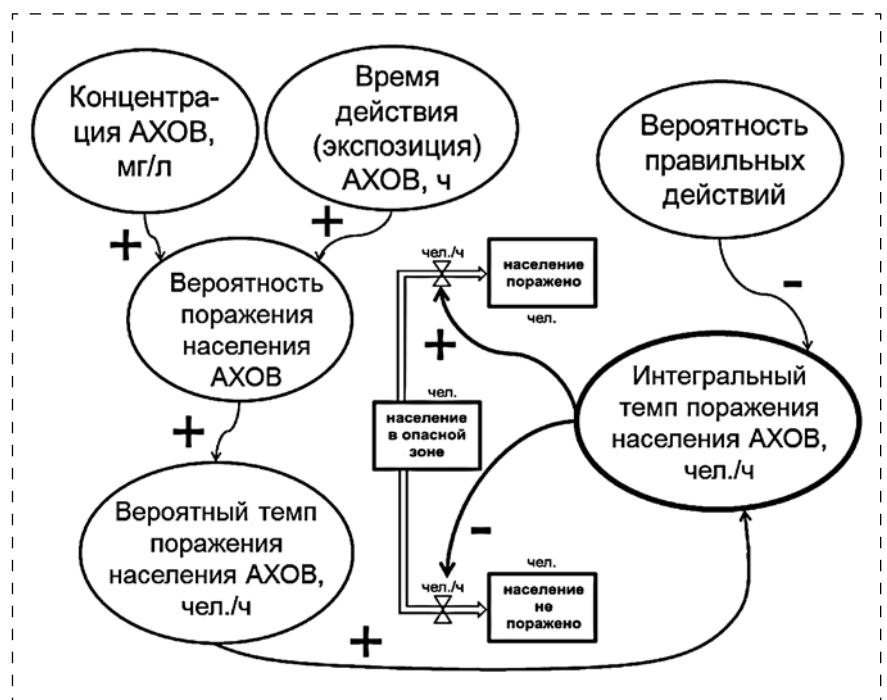 Концентра-
ция АХОВ,
мг/л
Время
действия
(экспозиция)
АХОВ, ч
Вероятность
правильных
действий
+
+
-
Вероятность
поражения
населения
АХОВ
чел./ч
население
поражено
чел.
+
Интегральный
темп поражения
населения АХОВ,
чел./ч
чел.
население
в опасной
зоне
+
Вероятный темп
поражения
населения АХОВ,
чел./ч
-
чел./ч
чел.
население
не
поражено
+